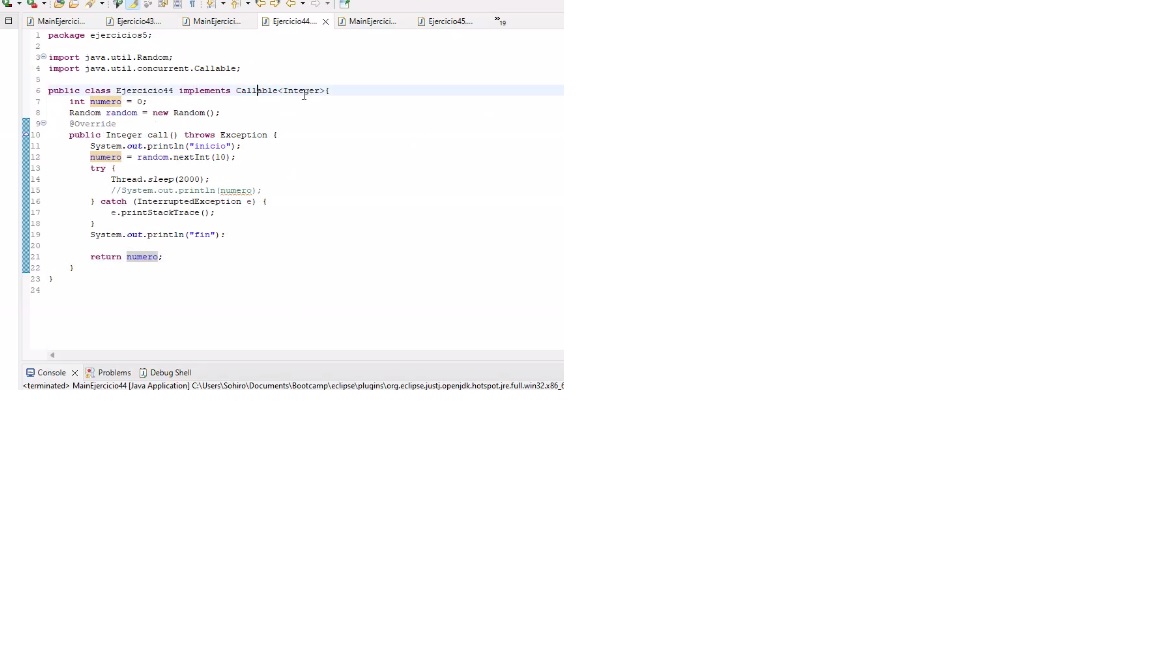 MainEjercici... Ejercicio43.... MainEjercici... Ejercicio44.... MainEjercici... Ejercicio45.... 19
1 package ejercicios5;
2
3 import java.util.Random;
4 import java.util.concurrent.Callable;
5
6 public class Ejercicio44 implements Callable<Integer>{
7 int numero = 0;
8 Random random = new Random();
9 @Override
10 public Integer call() throws Exception {
11 System.out.println("inicio");
12 numero = random.nextInt(10);
13 try {
14 Thread.sleep(2000);
15 //System.out.println(numero);
16 } catch (InterruptedException e) {
17 e.printStackTrace();
18 }
19 System.out.println("fin");
20
21 return numero;
22 }
23 }
24
Console Problems Debug Shell
<terminated> MainEjercicio44 [Java Application] C:\Users\Sohiro\Documents\Bootcamp\eclipse\plugins\org.eclipse.justj.openjdk.hotspot.jre.full.win32.x86_6